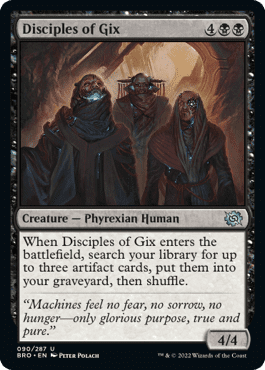 Disciples of Gix 4
Creature — Phyrexian Human
When Disciples of Gix enters the
battlefield, search your library for up
to three artifact cards, put them into
your graveyard, then shuffle.
“Machines feel no fear, no sorrow, no
hunger—only glorious purpose, true and
pure.”
4/4
090/287 U
BRO • EN Peter Polach ™ & © 2022 Wizards of the Coast